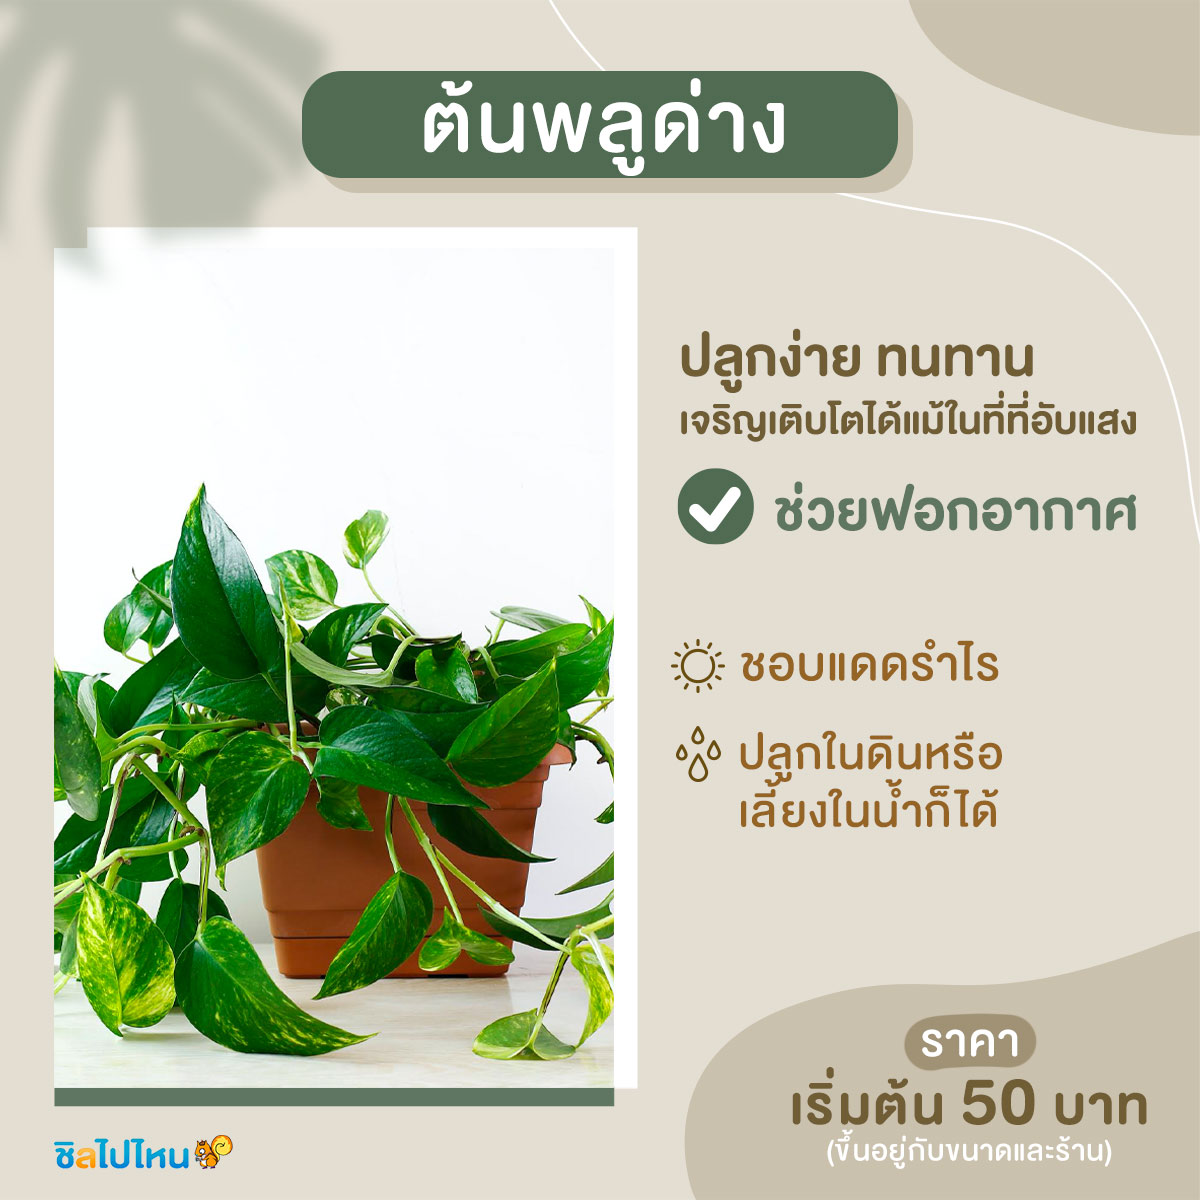 ต้นพลูด่าง
ปลูกง่าย ทนทาน
เจริญเติบโตได้แม้ในที่ที่อับแสง
ช่วยฟอกอากาศ
ชอบแดดรำไร
ปลูกในดินหรือ
เลี้ยงในน้ำก็ได้
ราคา
เริ่มต้น 50 บาท
(ขึ้นอยู่กับขนาดและร้าน)
ชิลไปไหน